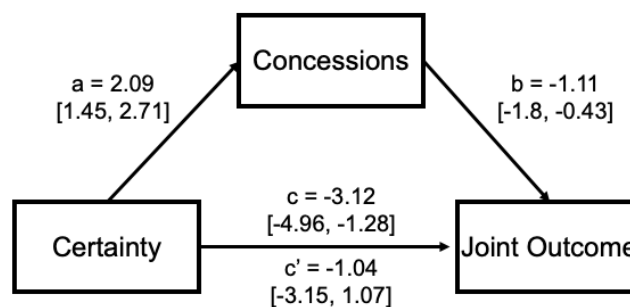 Concessions
a = 2.09
[1.45, 2.71]
b = -1.11
[-1.8, -0.43]
c = -3.12
[-4.96, -1.28]
Certainty
Joint Outcome
c’ = -1.04
[-3.15, 1.07]